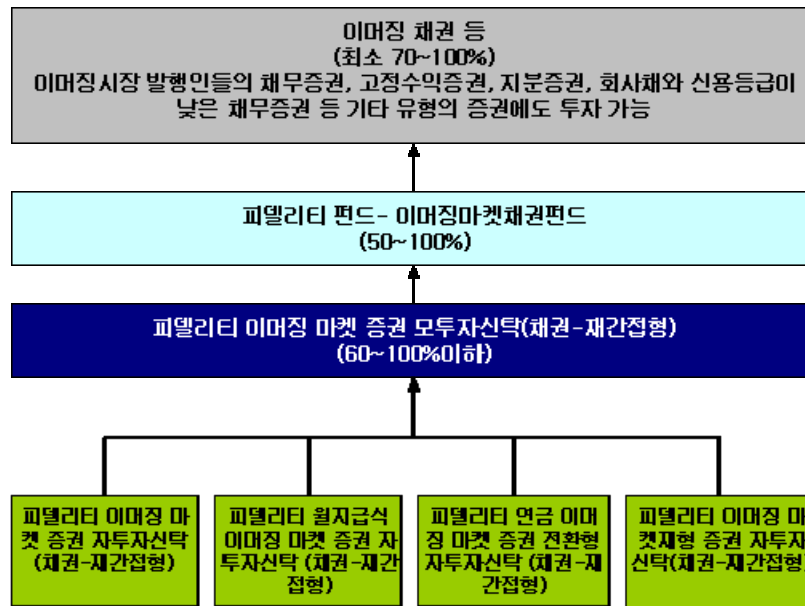 이머징 채권 등
(최소 70~100%)
이머징시장 발행인들의 채무증권, 고정수익증권, 지분증권, 회사채와 신용등급이
낮은 채무증권 등 기타 유형의 증권에도 투자 가능
피델리티 펀드- 이머징마켓채권펀드
(50~100%)
피델리티 이머징 마켓 증권 모투자신탁(채권-재간접형)
(60~100%이하)
피델리티 이머징 마
켓 증권 자투자신탁
(채권-재간접형)
피델리티 월지급식
이머징 마켓 증권 자
투자신탁 (채권-재간
접형)
피델리티 연금 이머
징 마켓 증권 전환형
자투자신탁 (채권-재
간접형)
피델리티 이머징 마
켓재형 증권 자투자
신탁(채권-재간접형)